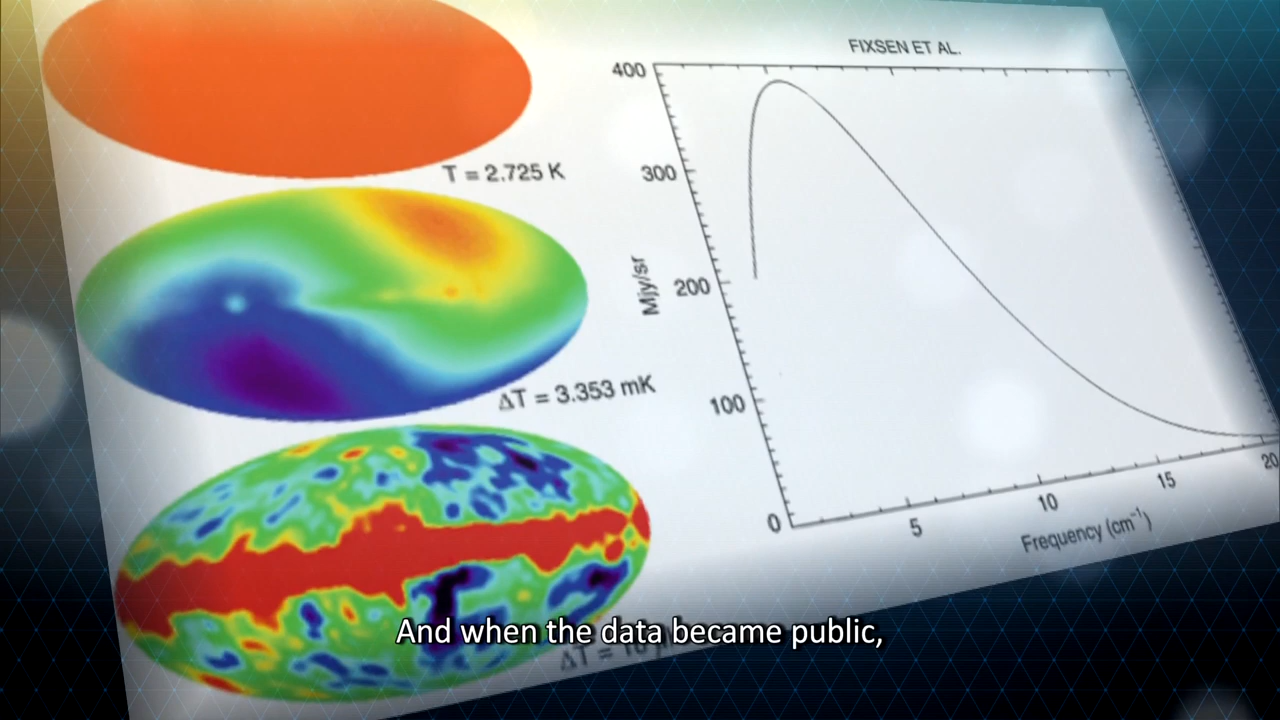 FIXSEN ET AL.
400
300
200
100
0
Mjy/sr
5
10
15
20
Frequency (cm⁻¹)
T = 2.725 K
ΔT = 3.353 mK
ΔT =
And when the data became public,